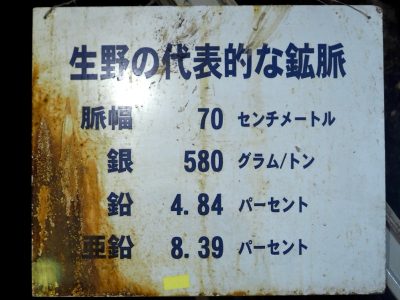 生野の代表的な鉱脈
脈幅 70 センチメートル
銀 580 グラム/トン
鉛 4.84 パーセント
亜鉛 8.39 パーセント